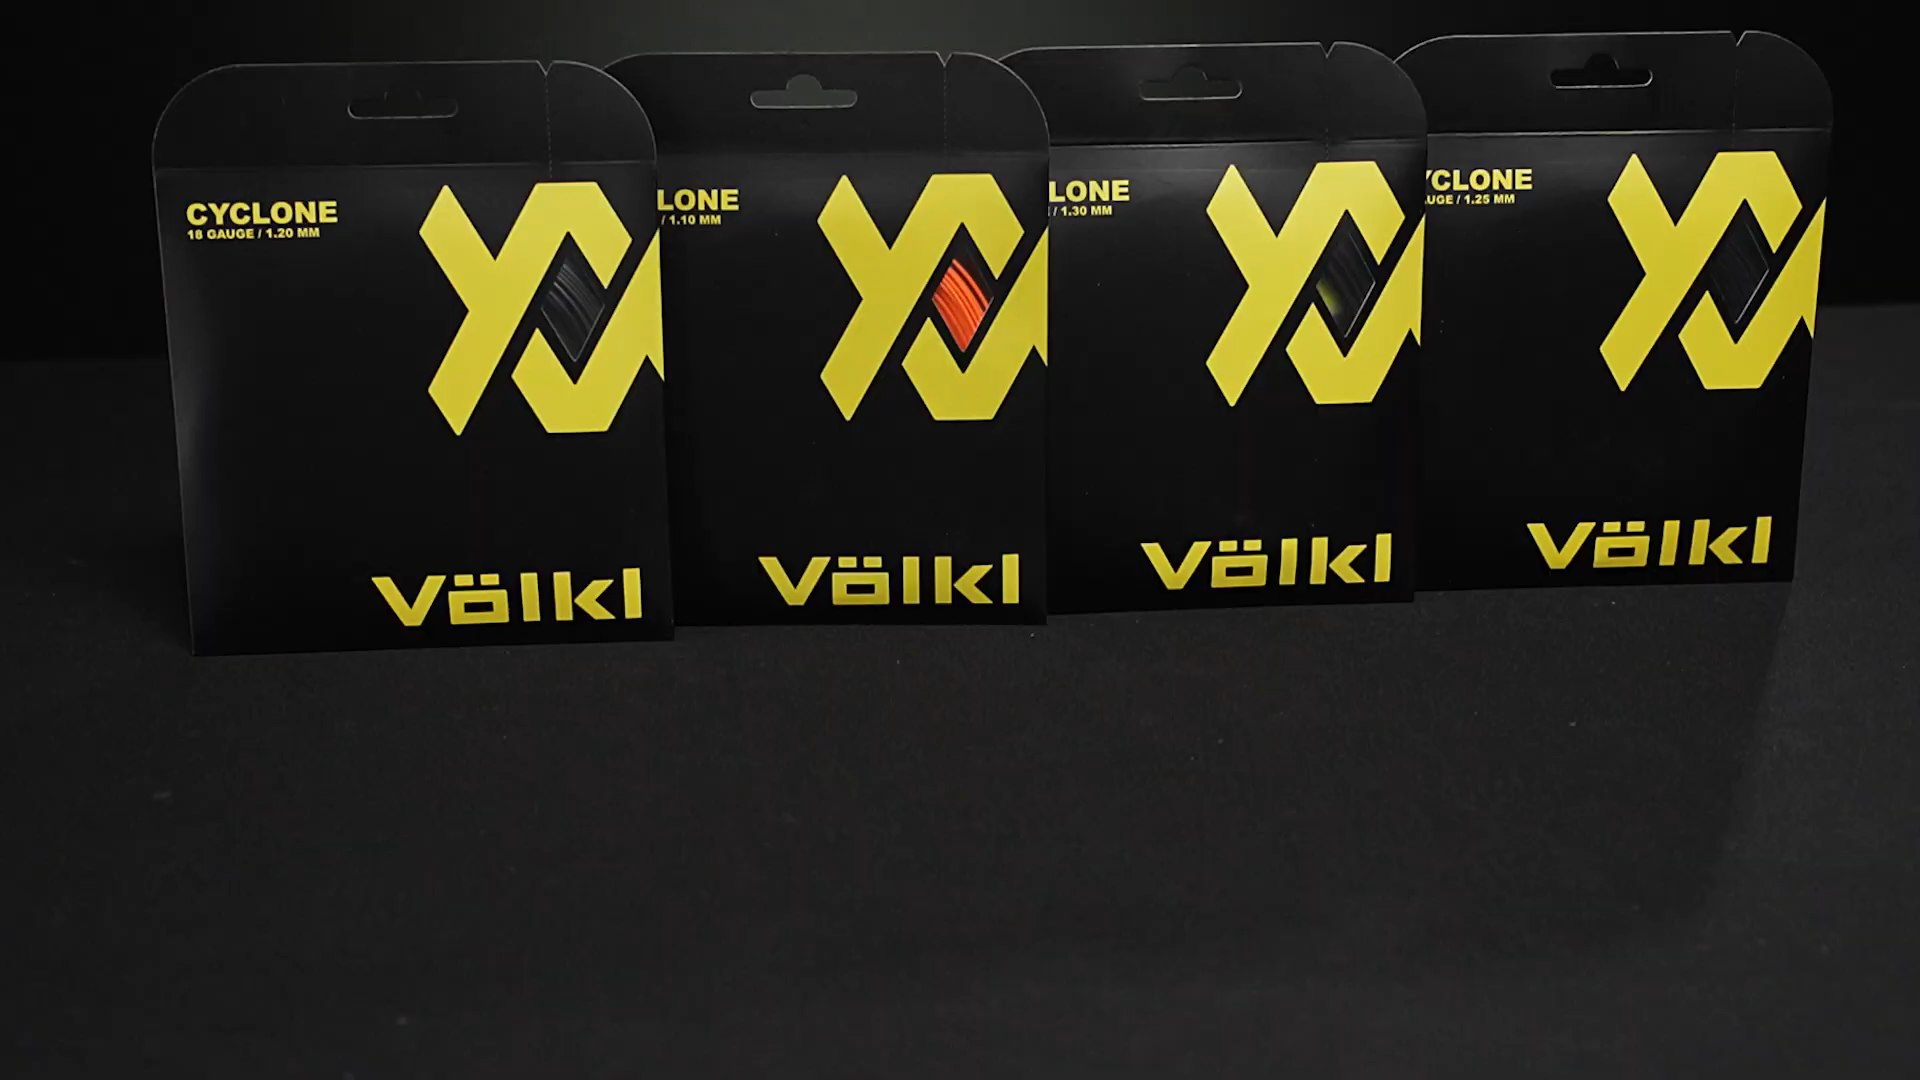 CYCLONE
18 GAUGE / 1.20 MM
Völkl
LONE
/ 1.10 MM
Völkl
LONE
/ 1.30 MM
Völkl
YCLONE
UGE / 1.25 MM
Völkl